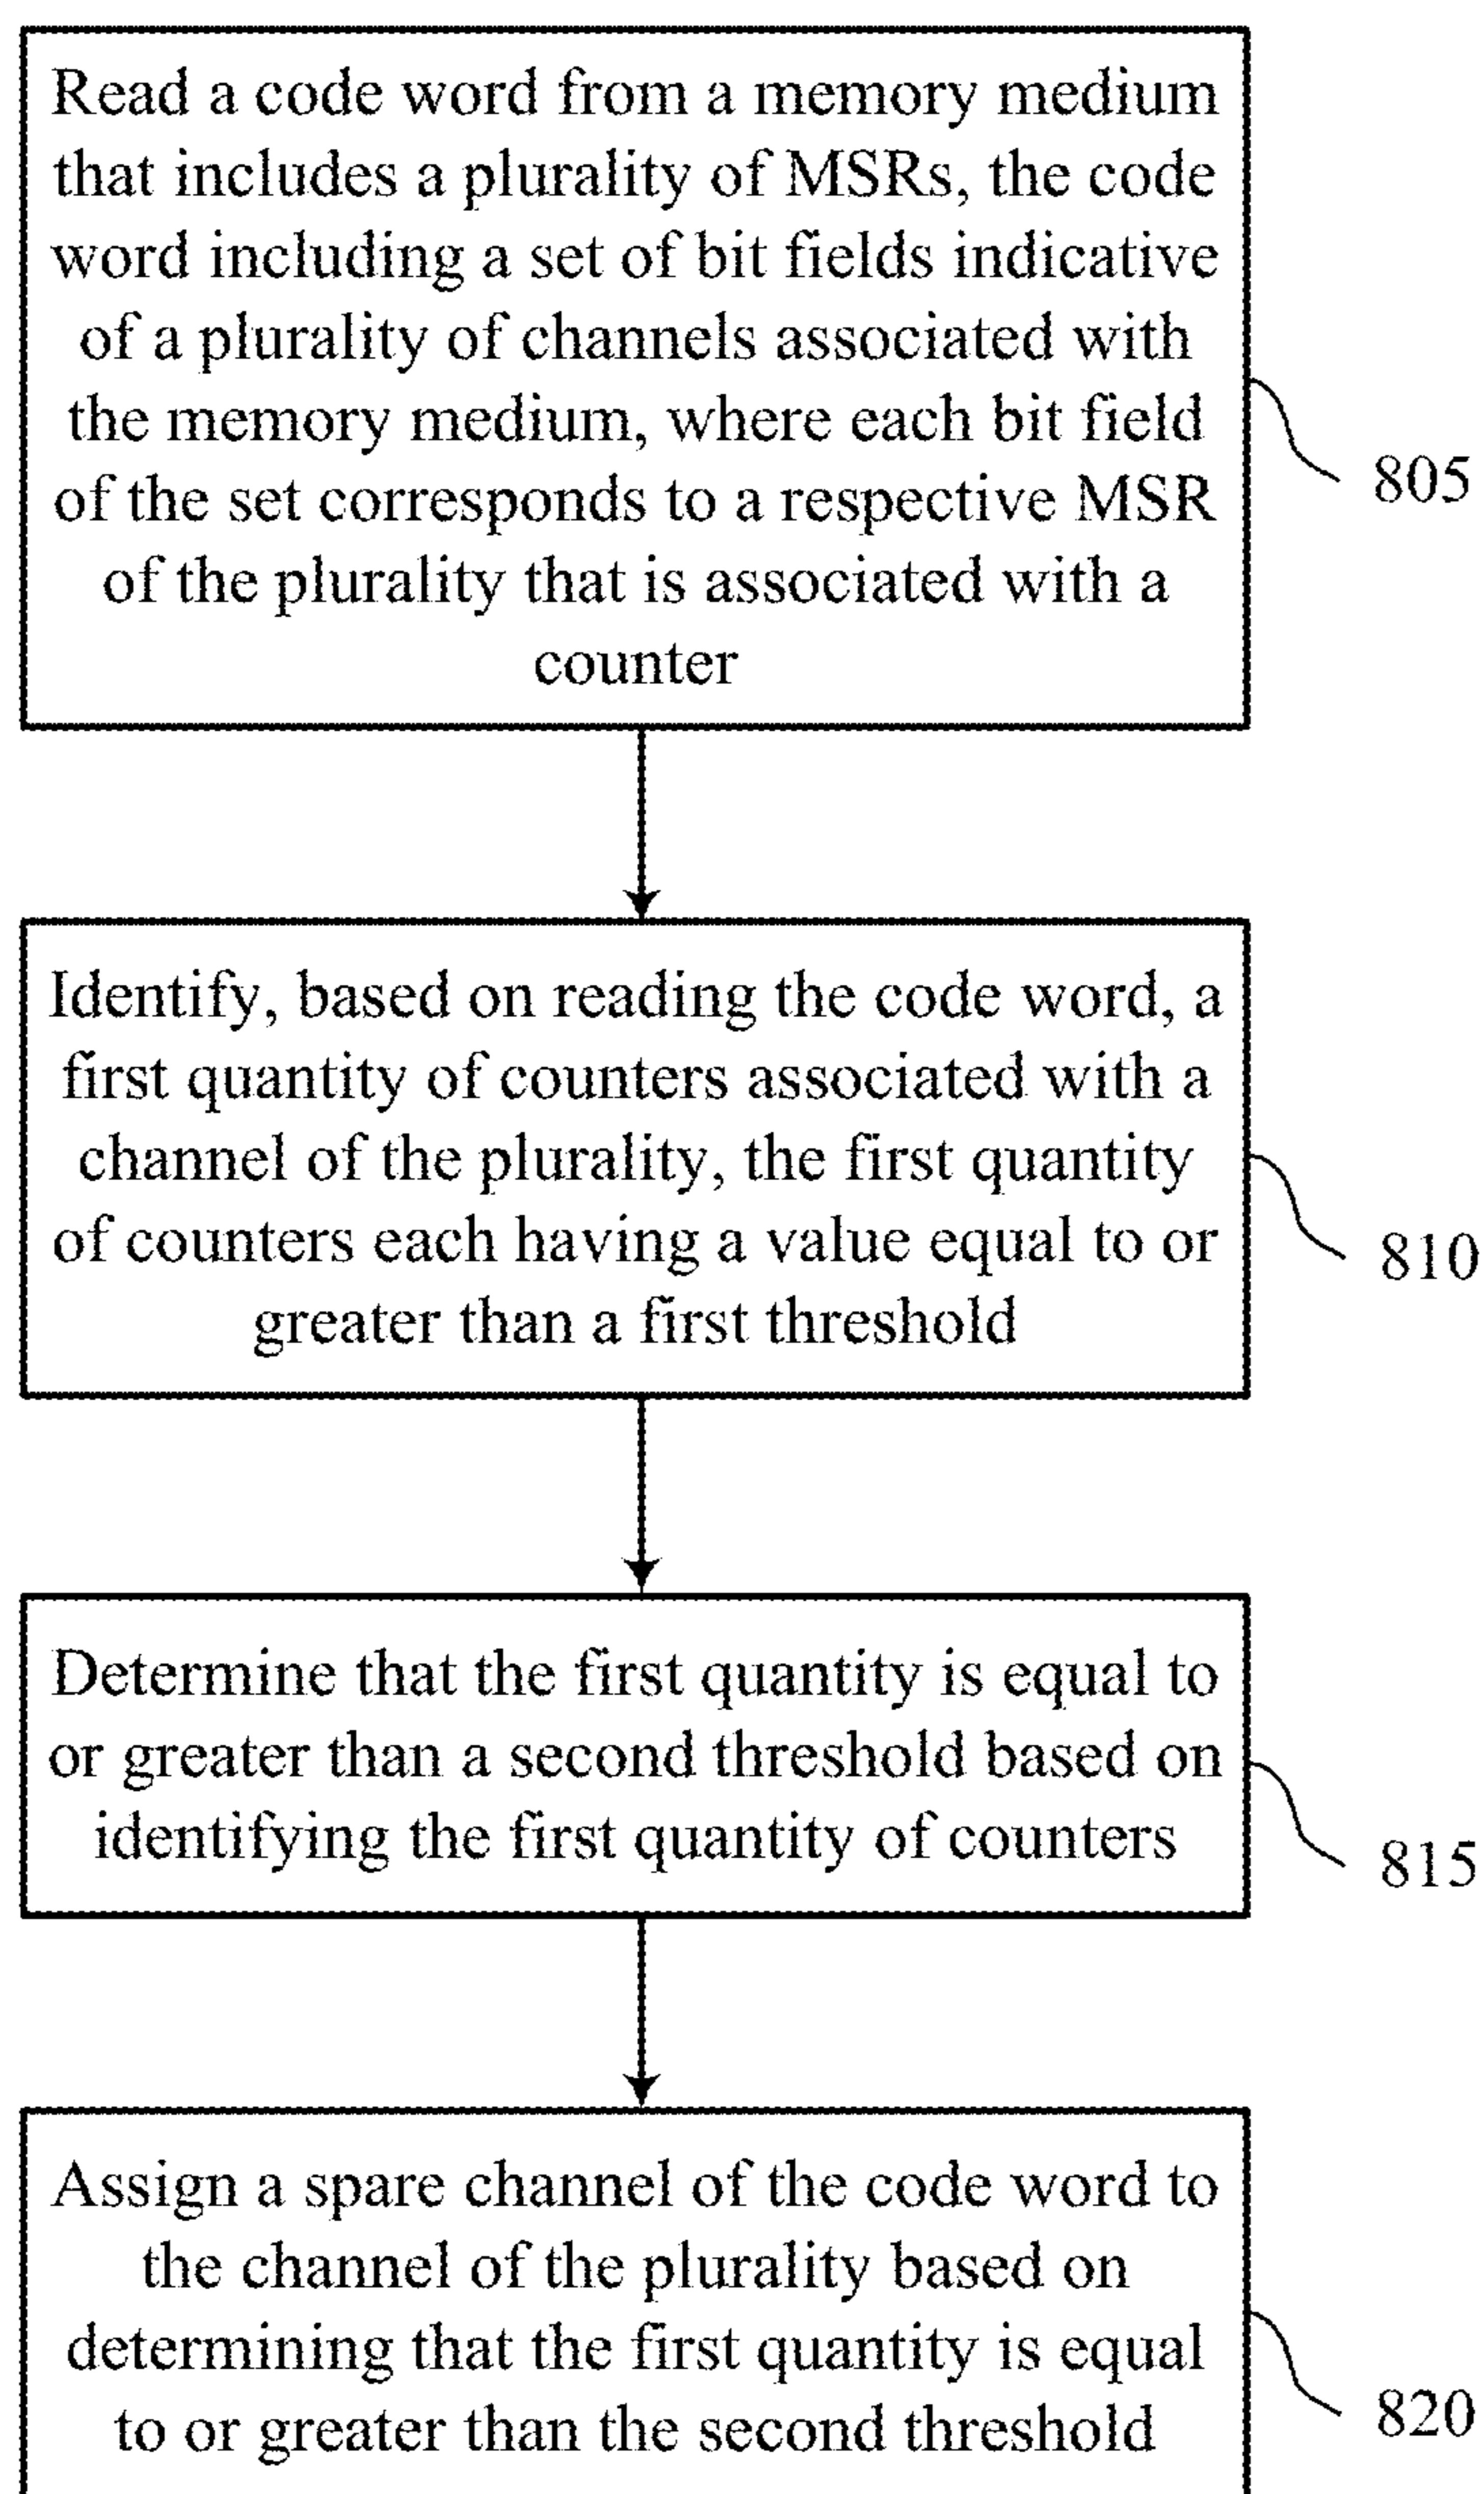 Read a code word from a memory medium
that includes a plurality of MSRs, the code
word including a set of bit fields indicative
of a plurality of channels associated with
the memory medium, where each bit field
of the set corresponds to a respective MSR
of the plurality that is associated with a
counter
805
Identify, based on reading the code word, a
first quantity of counters associated with a
channel of the plurality, the first quantity
of counters each having a value equal to or
greater than a first threshold
810
Determine that the first quantity is equal to
or greater than a second threshold based on
identifying the first quantity of counters
815
Assign a spare channel of the code word to
the channel of the plurality based on
determining that the first quantity is equal
to or greater than the second threshold
820